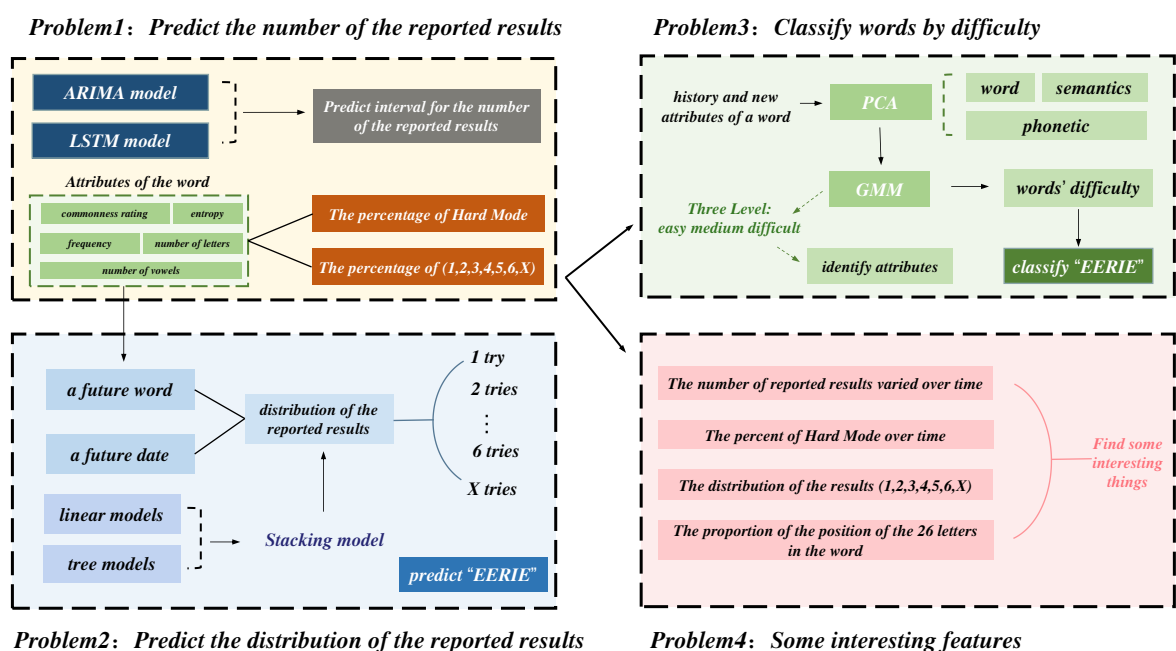 Problem1：Predict the number of the reported results
ARIMA model
LSTM model
Predict interval for the number
of the reported results
Attributes of the word
commonness rating
entropy
frequency
number of letters
number of vowels
The percentage of Hard Mode
The percentage of (1,2,3,4,5,6,X)
a future word
a future date
distribution of the
reported results
1 try
2 tries
⋮
6 tries
X tries
linear models
tree models
Stacking model
predict “EERIE”
Problem2：Predict the distribution of the reported results
Problem3：Classify words by difficulty
history and new
attributes of a word
PCA
word
semantics
phonetic
GMM
words’ difficulty
Three Level:
easy medium difficult
identify attributes
classify “EERIE”
The number of reported results varied over time
The percent of Hard Mode over time
The distribution of the results (1,2,3,4,5,6,X)
The proportion of the position of the 26 letters
in the word
Find some
interesting
things
Problem4：Some interesting features